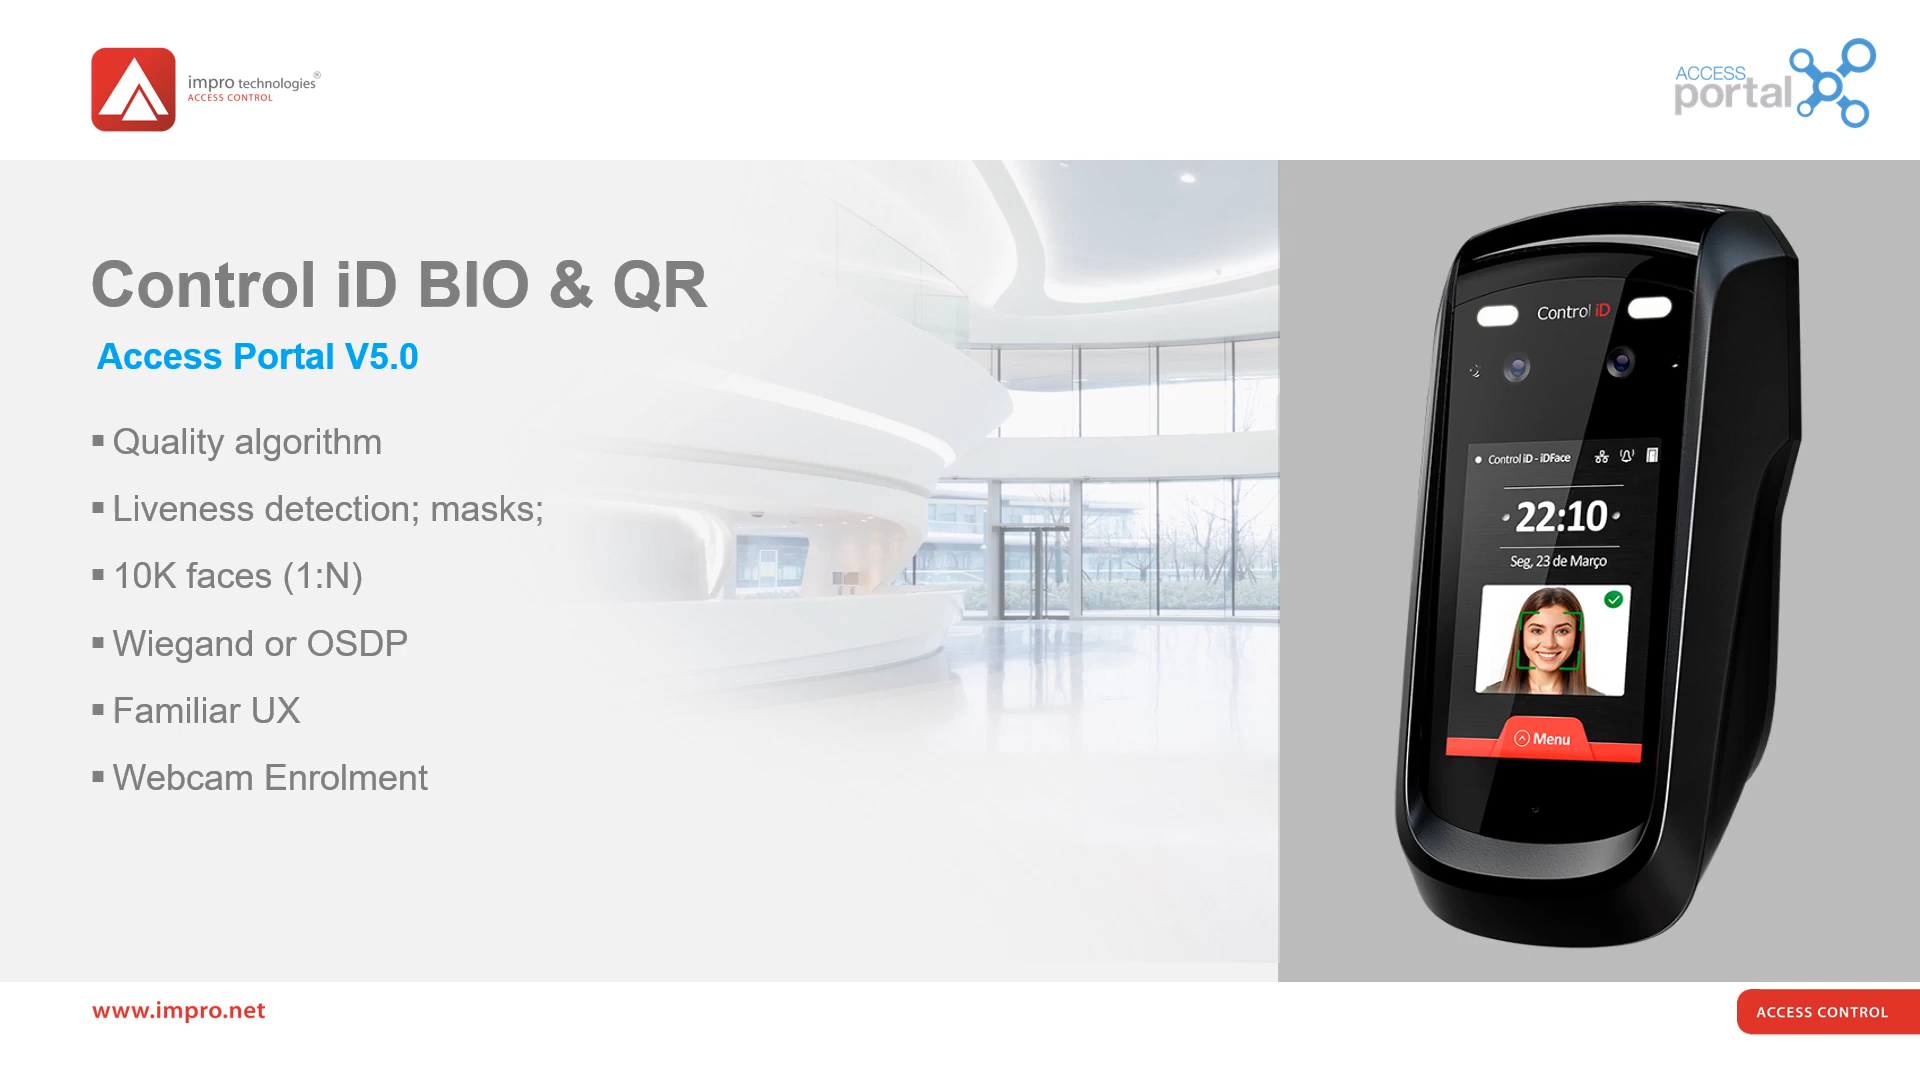 impro technologies®
ACCESS CONTROL
ACCESS
portal
Control iD BIO & QR
Access Portal V5.0
▪ Quality algorithm
▪ Liveness detection; masks;
▪ 10K faces (1:N)
▪ Wiegand or OSDP
▪ Familiar UX
▪ Webcam Enrolment
Control iD
Control iD - iDFace
22:10
Seg, 23 de Março
Menu
www.impro.net
ACCESS CONTROL